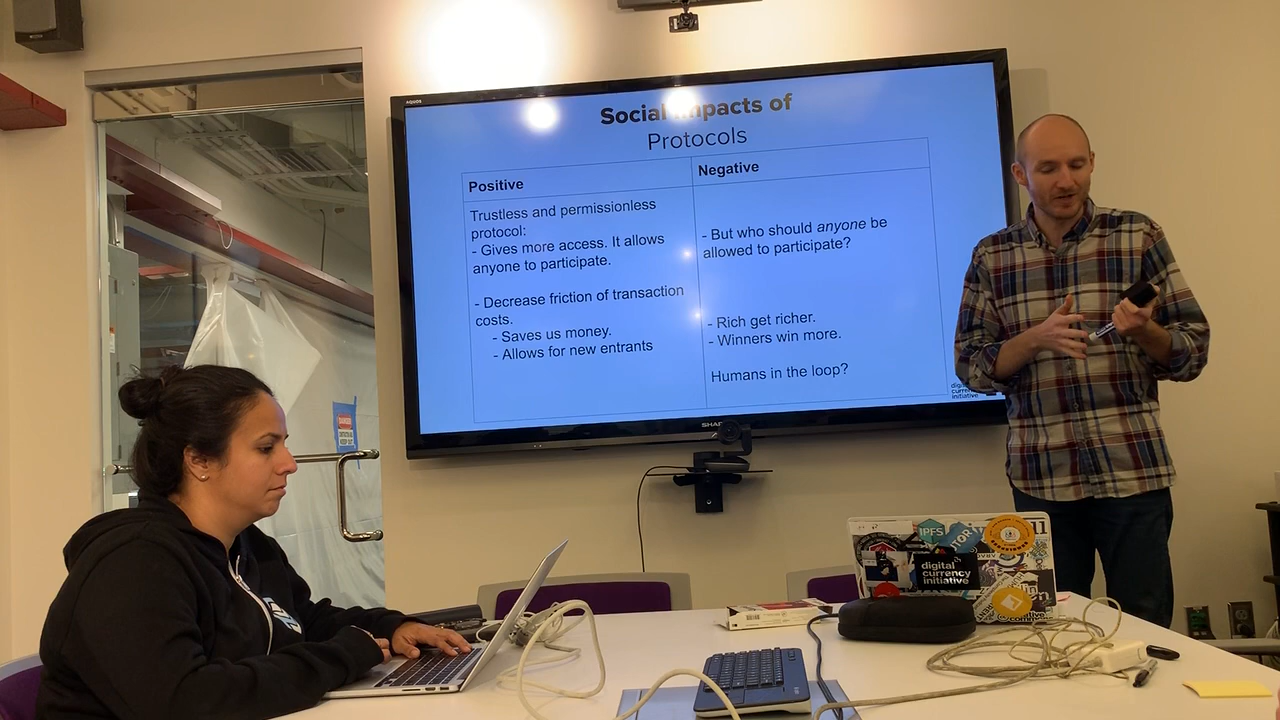 AQUOS
Social Impacts of
Protocols
Positive
Negative
Trustless and permissionless
protocol:
- Gives more access. It allows
anyone to participate.
- But who should anyone be
allowed to participate?
- Decrease friction of transaction
costs.
- Saves us money.
- Allows for new entrants
- Rich get richer.
- Winners win more.
Humans in the loop?
digital
currency
initiative
SHARP
DANGER
KEEP OUT
IPFS
digital
currency
initiative